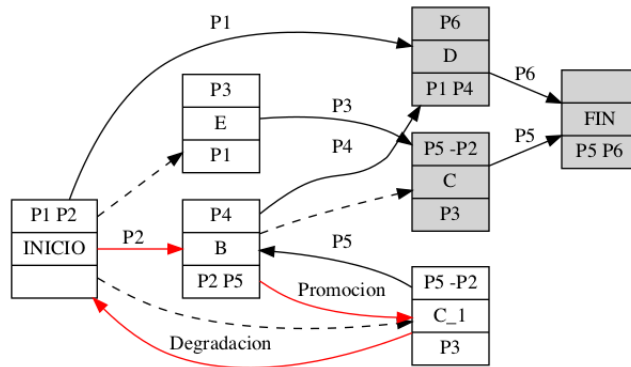 P1
P6
D
P1 P4
P6
FIN
P5 P6
P3
E
P1
P3
P4
P5 -P2
C
P3
P5
P1 P2
INICIO
P2
P4
B
P2 P5
P5
Promocion
P5 -P2
C_1
P3
Degradacion